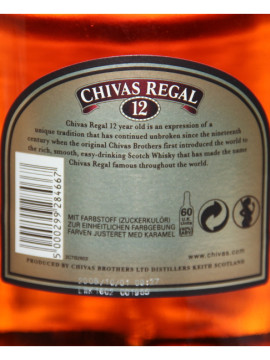 CHIVAS REGAL
12
Chivas Regal 12 year old is an expression of a
unique tradition that has continued unbroken since the nineteenth
century when the original Chivas Brothers first introduced the world to
the rich, smooth, easy-drinking Scotch Whisky that has made the name
Chivas Regal famous throughout the world.
5 000299 284667
MIT FARBSTOFF (ZUCKERKULÖR)
ZUR EINHEITLICHEN FARBGEBUNG
FARVEN JUSTERET MED KARAMEL
60
www.chivas.com
PRODUCED BY CHIVAS BROTHERS LTD DISTILLERS KEITH SCOTLAND